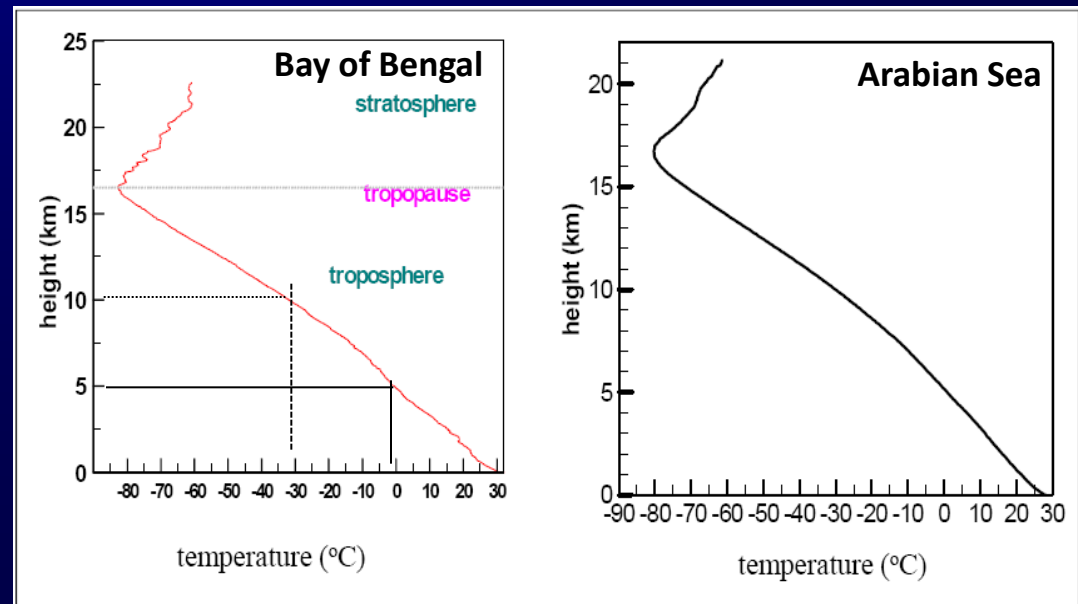 Bay of Bengal
stratosphere
tropopause
troposphere
height (km)
25
20
15
10
5
0
-80 -70 -60 -50 -40 -30 -20 -10 0 10 20 30
temperature (°C)
Arabian Sea
height (km)
20
15
10
5
0
-90 -80 -70 -60 -50 -40 -30 -20 -10 0 10 20 30
temperature (°C)